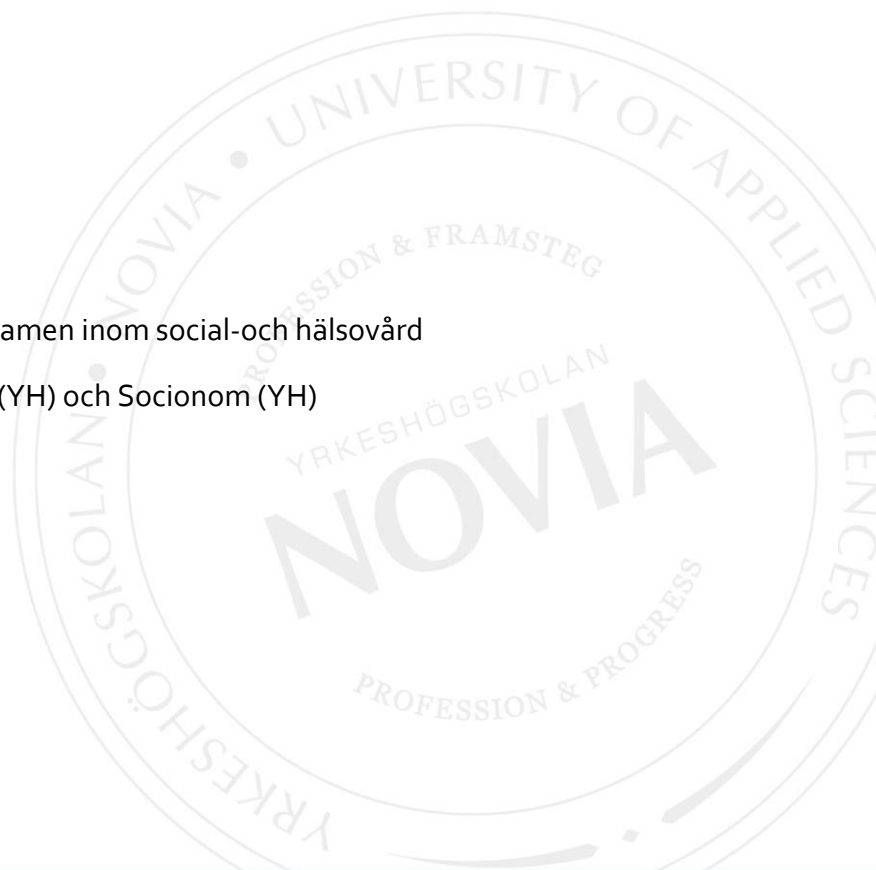 amen inom social-och hälsovård
(YH) och Socionom (YH)
YRKESHÖGSKOLAN • NOVIA • UNIVERSITY OF APPLIED SCIENCES
PROFESSION & FRAMSTEG
YRKESHÖGSKOLAN
NOVIA
PROFESSION & PROGRESS